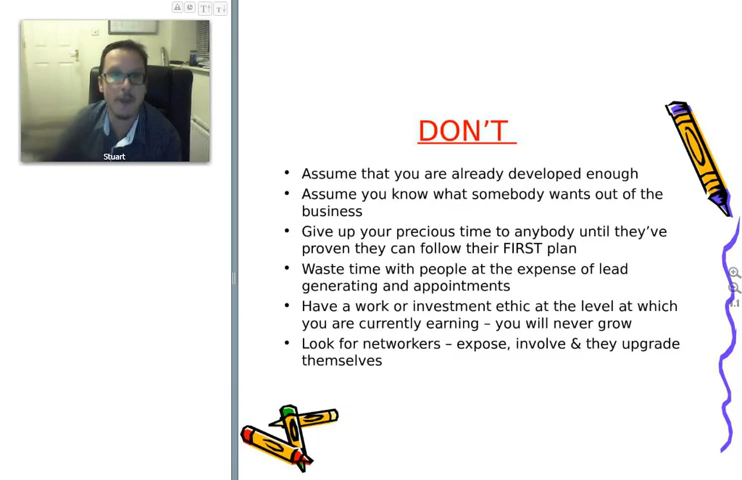 Stuart
DON’T
• Assume that you are already developed enough
• Assume you know what somebody wants out of the
business
• Give up your precious time to anybody until they’ve
proven they can follow their FIRST plan
• Waste time with people at the expense of lead
generating and appointments
• Have a work or investment ethic at the level at which
you are currently earning – you will never grow
• Look for networkers – expose, involve & they upgrade
themselves